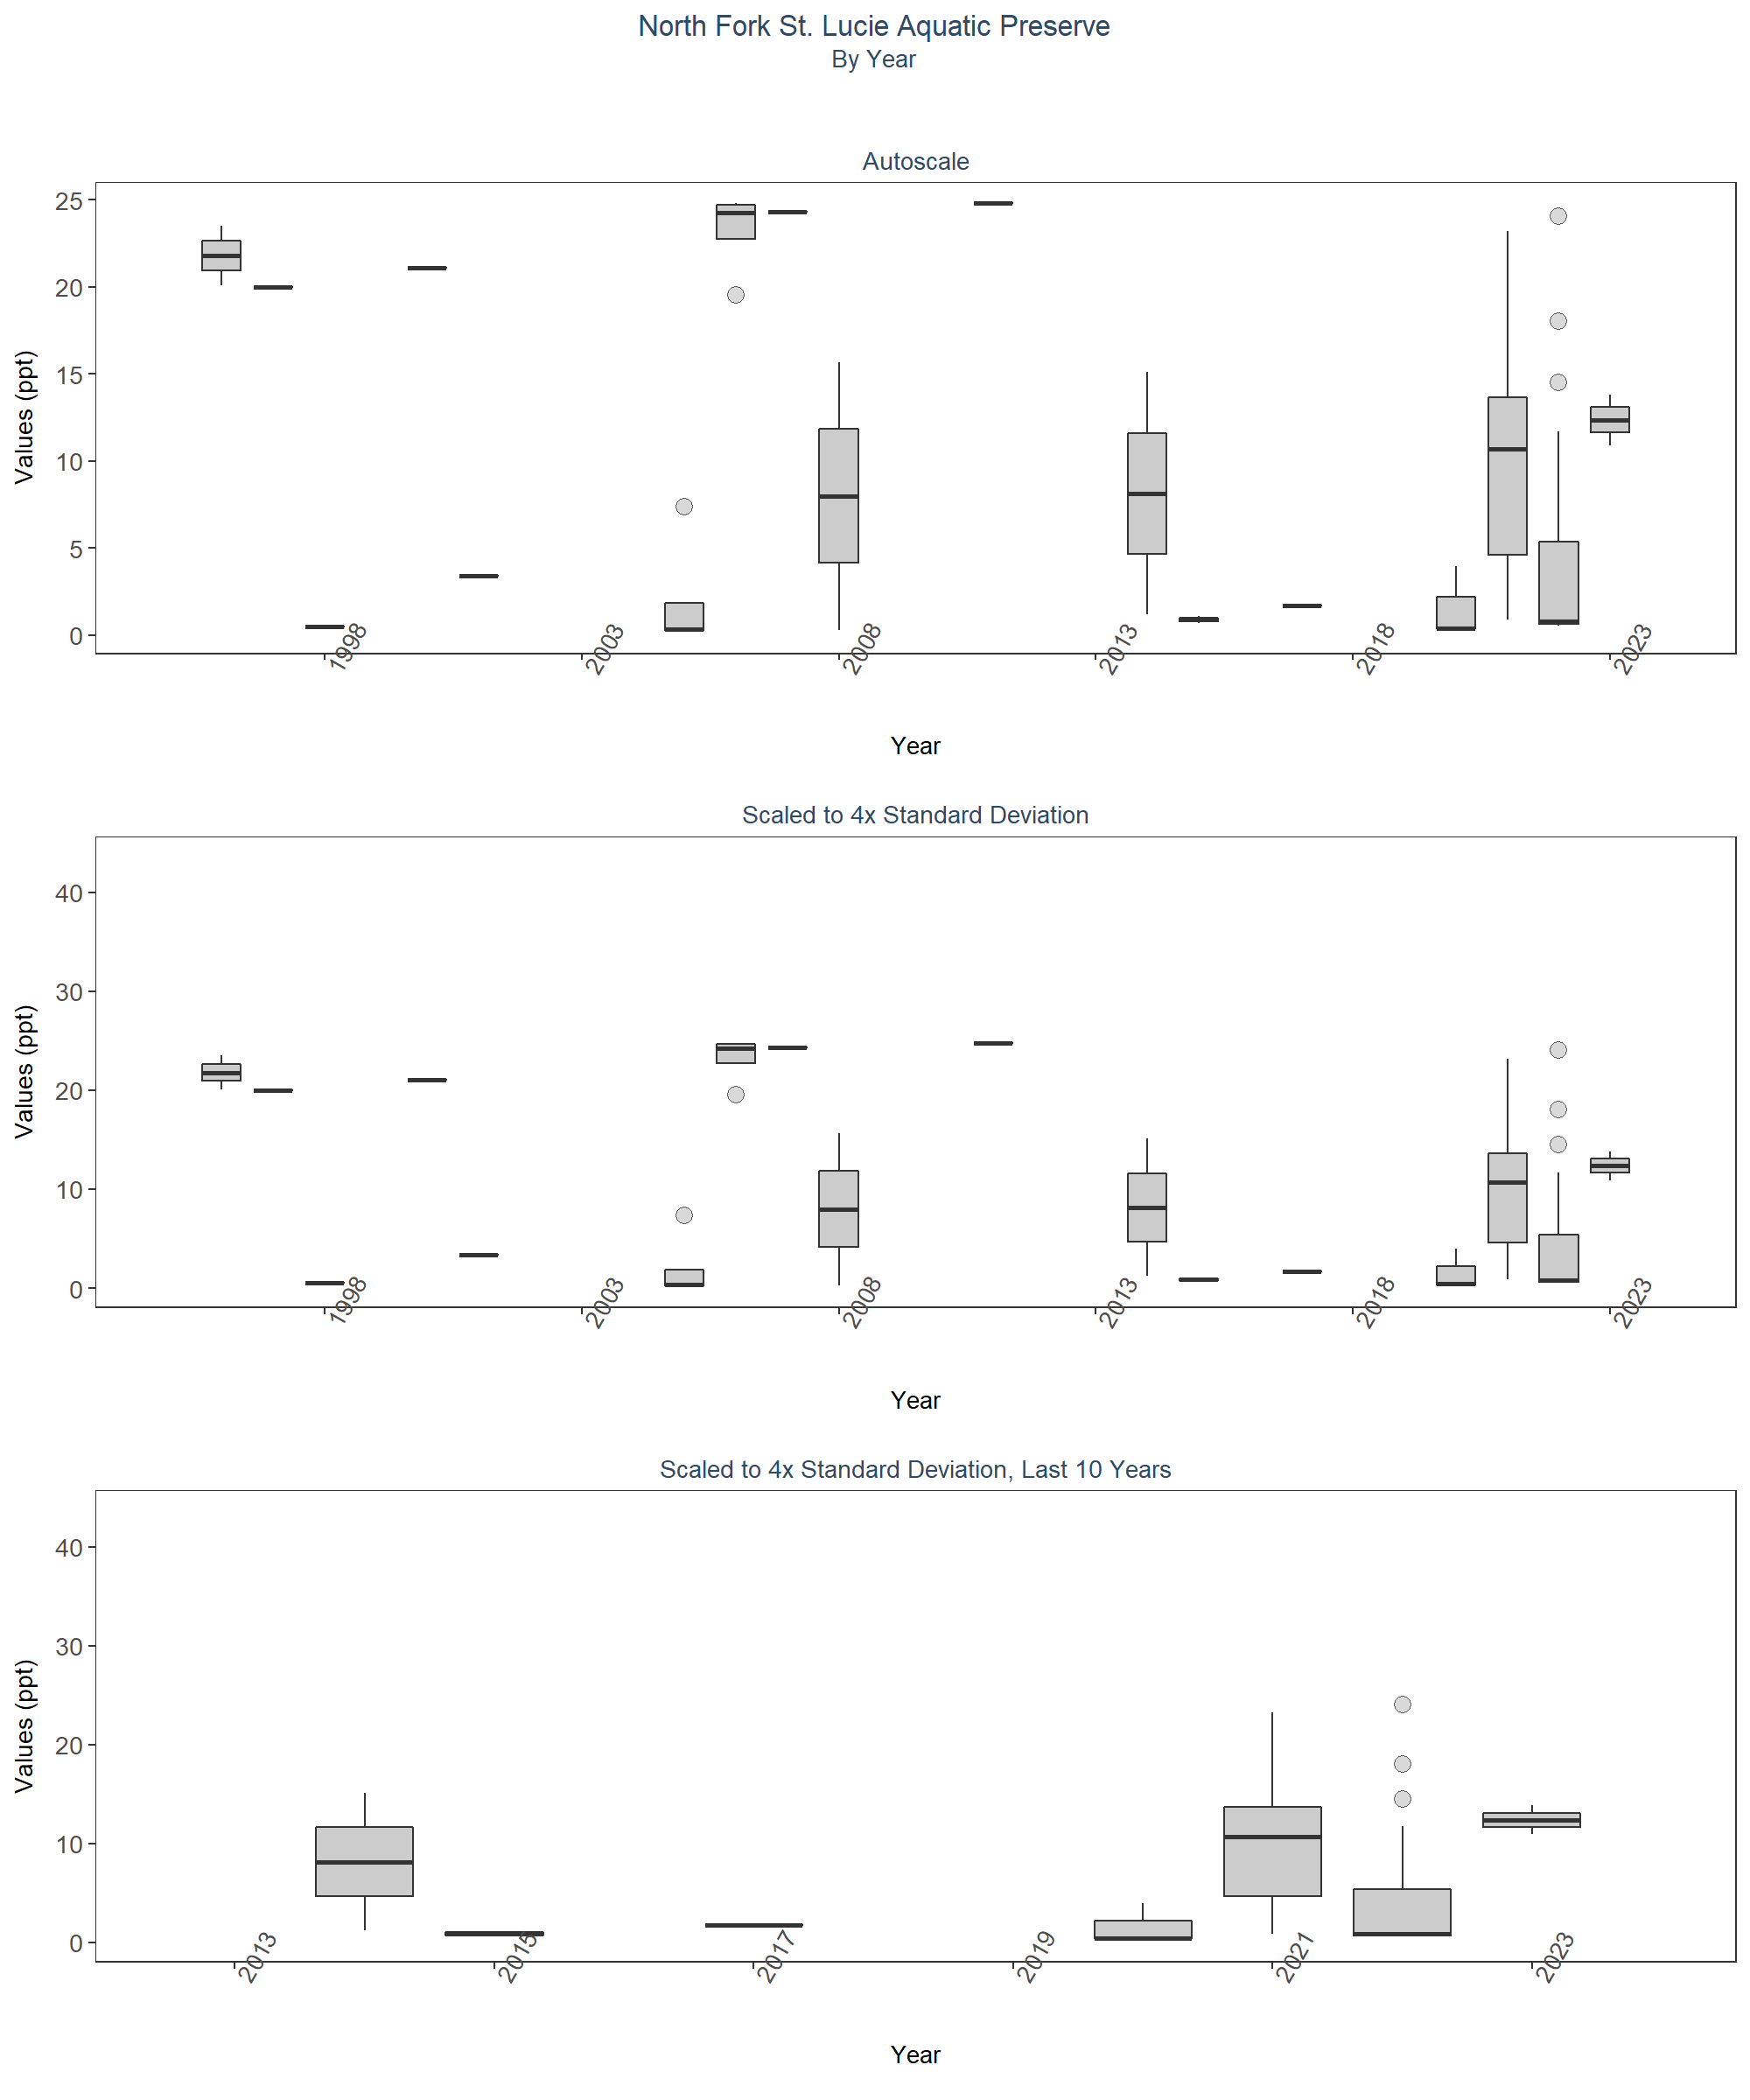 North Fork St. Lucie Aquatic Preserve
By Year
Autoscale
Values (ppt)
25
20
15
10
5
0
1998 2003 2008 2013 2018 2023
Year
Scaled to 4x Standard Deviation
Values (ppt)
40
30
20
10
0
1998 2003 2008 2013 2018 2023
Year
Scaled to 4x Standard Deviation, Last 10 Years
Values (ppt)
40
30
20
10
0
2013 2015 2017 2019 2021 2023
Year